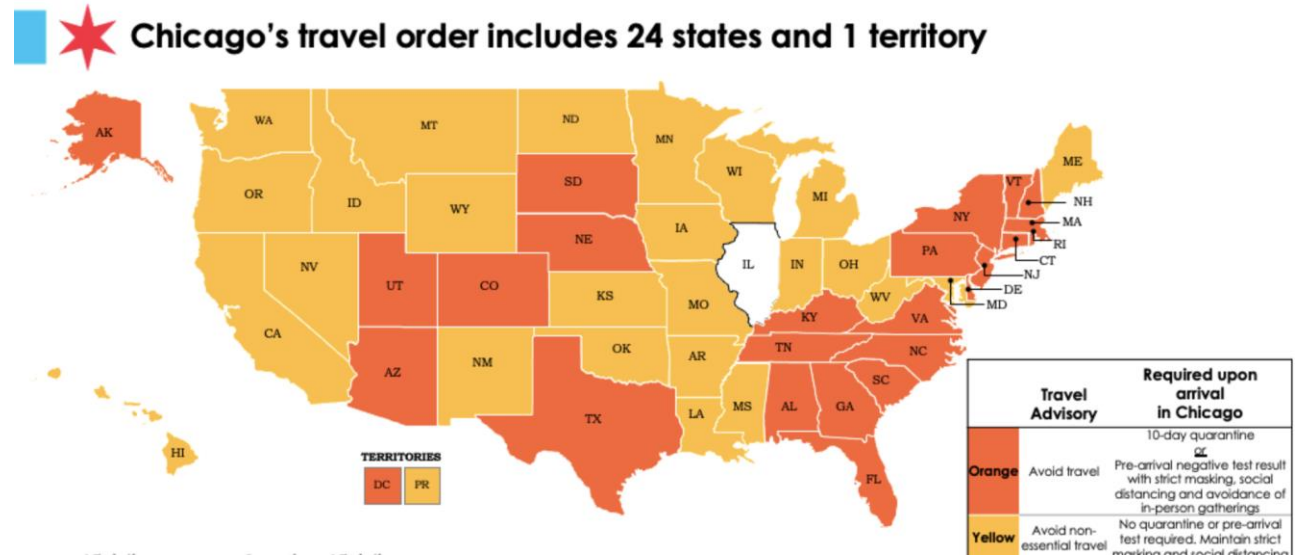 Chicago's travel order includes 24 states and 1 territory
AK
WA
MT
ND
MN
WI
MI
ME
OR
ID
WY
SD
IA
NE
NV
UT
CO
KS
MO
IL
IN
OH
WV
PA
NY
VT
NH
MA
RI
CT
NJ
DE
MD
CA
AZ
NM
OK
AR
KY
VA
TN
NC
SC
TX
LA
MS
AL
GA
FL
HI
TERRITORIES
DC
PR
Travel
Advisory
Required upon
arrival
in Chicago
Orange
Avoid travel
10-day quarantine
or
Pre-arrival negative test result
with strict masking, social
distancing and avoidance of
in-person gatherings
Yellow
Avoid non-
essential travel
No quarantine or pre-arrival
test required. Maintain strict
masking and social distancing